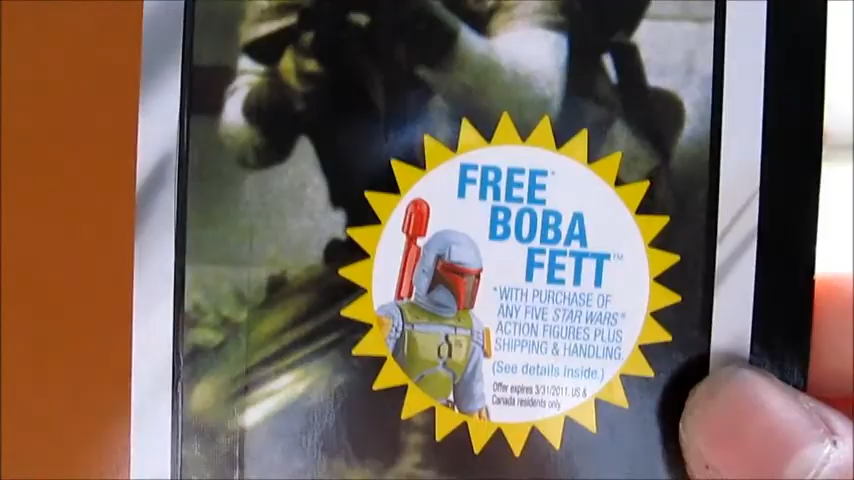 FREE™
BOBA
FETT™
*WITH PURCHASE OF
ANY FIVE STAR WARS®
ACTION FIGURES PLUS
SHIPPING & HANDLING
(See details inside.)
Offer expires 3/31/2011. US &
Canada residents only.